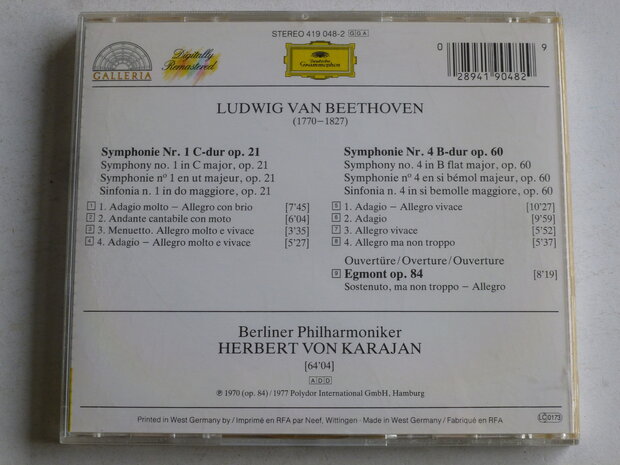 STEREO 419 048-2 GGA
GALLERIA
Digitally
Remastered
Deutsche
Grammophon
0 28941 90482 9
LUDWIG VAN BEETHOVEN
(1770–1827)
Symphonie Nr. 1 C-dur op. 21
Symphony no. 1 in C major, op. 21
Symphonie n° 1 en ut majeur, op. 21
Sinfonia n. 1 in do maggiore, op. 21
1 1. Adagio molto – Allegro con brio [7'45]
2 2. Andante cantabile con moto [6'04]
3 3. Menuetto. Allegro molto e vivace [3'35]
4 4. Adagio – Allegro molto e vivace [5'27]
Symphonie Nr. 4 B-dur op. 60
Symphony no. 4 in B flat major, op. 60
Symphonie n° 4 en si bémol majeur, op. 60
Sinfonia n. 4 in si bemolle maggiore, op. 60
5 1. Adagio – Allegro vivace [10'27]
6 2. Adagio [9'59]
7 3. Allegro vivace [5'52]
8 4. Allegro ma non troppo [5'37]
Ouvertüre/Overture/Ouverture
9 Egmont op. 84 [8'19]
Sostenuto, ma non troppo – Allegro
Berliner Philharmoniker
HERBERT VON KARAJAN
[64'04]
ADD
℗ 1970 (op. 84) / 1977 Polydor International GmbH, Hamburg
Printed in West Germany by / Imprimé en RFA par Neef, Wittingen · Made in West Germany / Fabriqué en RFA
LC 0173